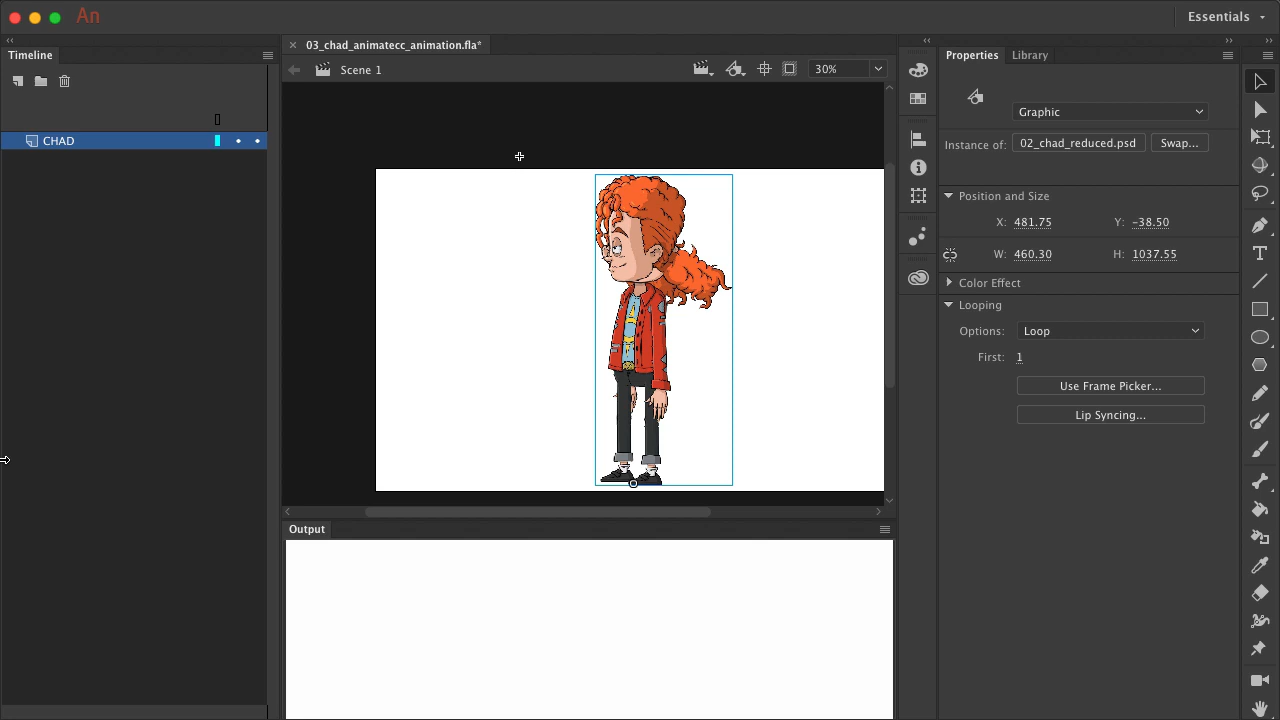 An
Essentials
Timeline
03_chad_animatecc_animation.fla*
Properties
Library
Scene 1
30%
Graphic
CHAD
Instance of:
02_chad_reduced.psd
Swap...
Position and Size
X: 481.75
Y: -38.50
W: 460.30
H: 1037.55
Color Effect
Looping
Options: Loop
First: 1
Use Frame Picker...
Lip Syncing...
Output